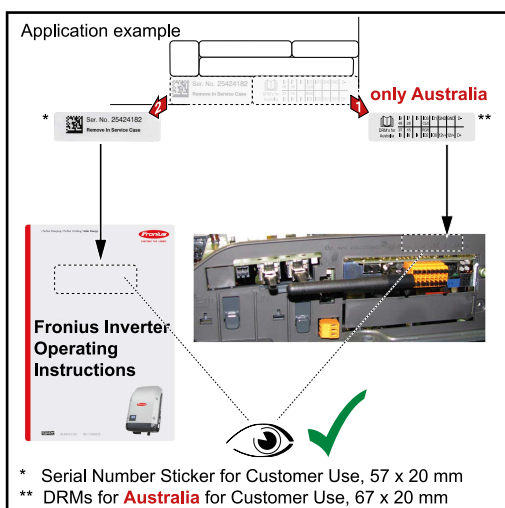 Application example
Ser. No. 25424182
Remove In Service Case
2
1
only Australia
*
Ser. No. 25424182
Remove In Service Case
DRMs for
Australia
**
Fronius
Fronius Inverter
Operating
Instructions
* Serial Number Sticker for Customer Use, 57 x 20 mm
** DRMs for Australia for Customer Use, 67 x 20 mm